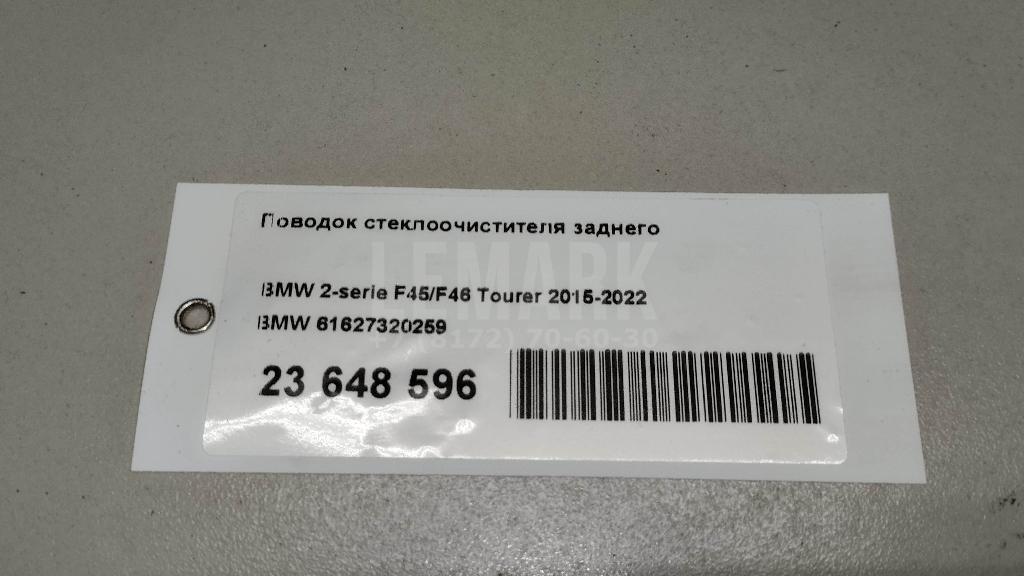 Поводок стеклоочистителя заднего
LEMARK
BMW 2-serie F45/F46 Tourer 2015-2022
BMW 61627320259
+7 (8172) 70-60-30
23 648 596